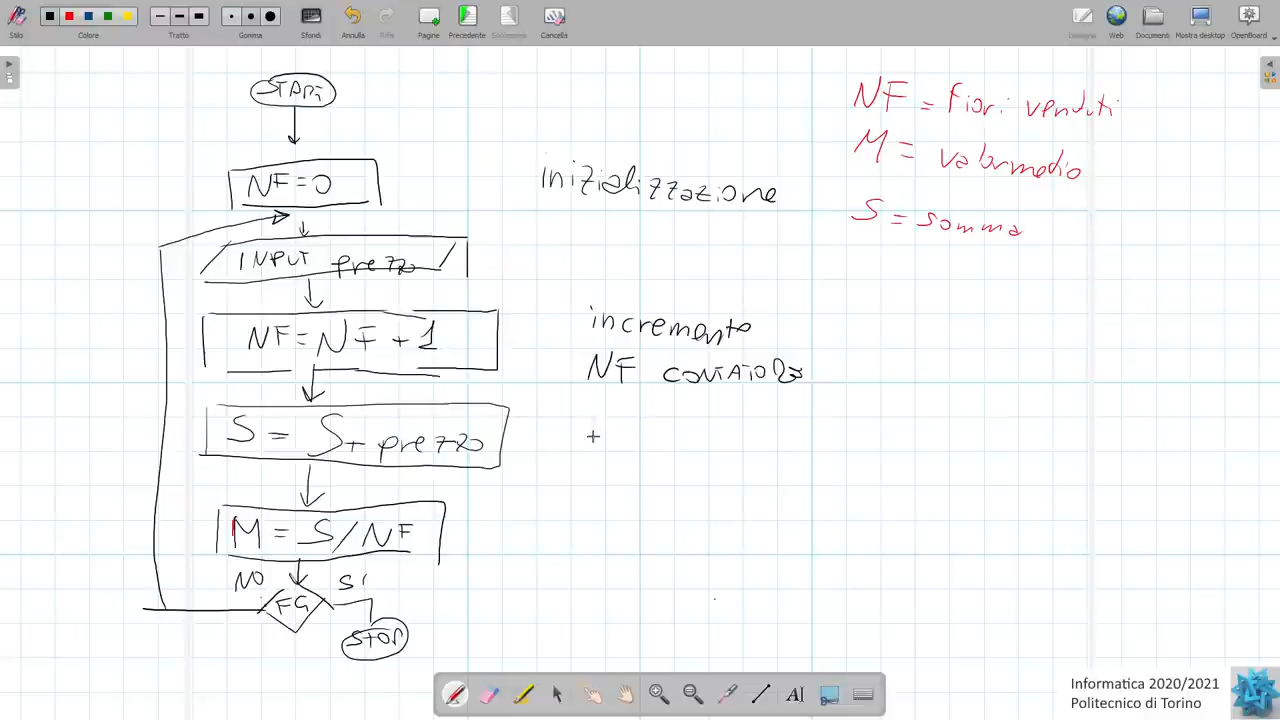 Stilo
Colore
Tratto
Gomma
Sfondi
Annulla
Rifai
Pagine
Precedente
Successiva
Cancella
Disegna
Web
Documenti
Mostra desktop
OpenBoard
START
NF=0
inizializzazione
INPUT prezzo
NF=NF+1
incremento
NF CONTATORE
S = S+prezzo
+
M = S/NF
NO
SI
FG
STOP
NF = fiori venduti
M = valor medio
S = somma
Informatica 2020/2021
Politecnico di Torino